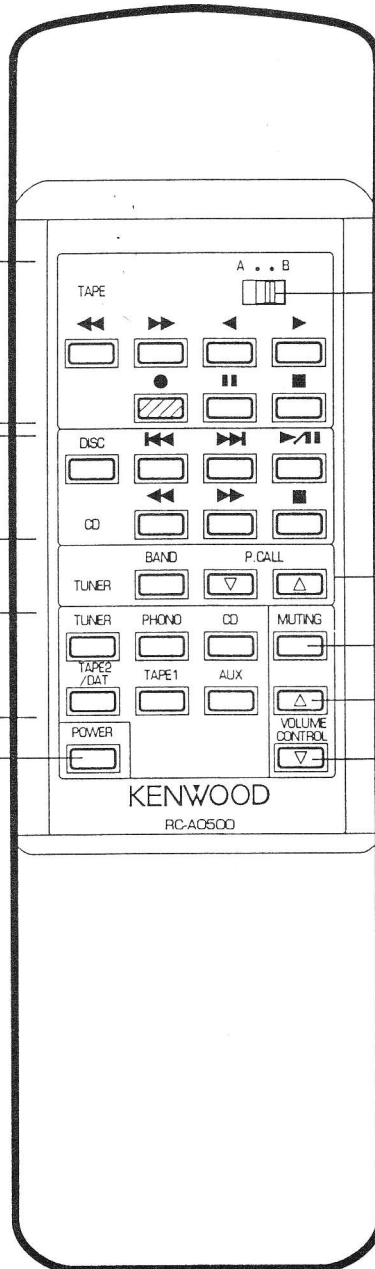 A . . B
TAPE
DISC
CD
BAND P.CALL
TUNER
TUNER PHONO CD MUTING
TAPE2
/DAT TAPE1 AUX
VOLUME
CONTROL
POWER
KENWOOD
RC-A0500